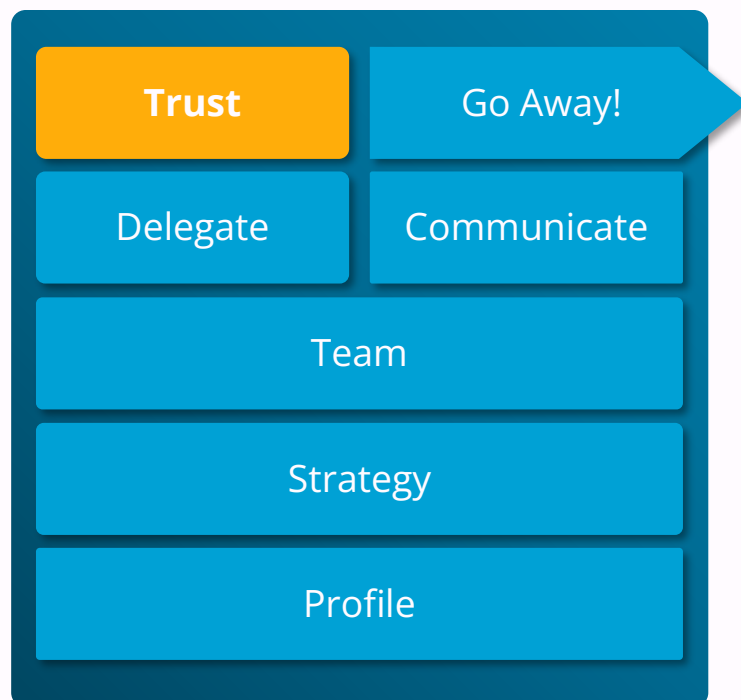 Trust
Go Away!
Delegate
Communicate
Team
Strategy
Profile